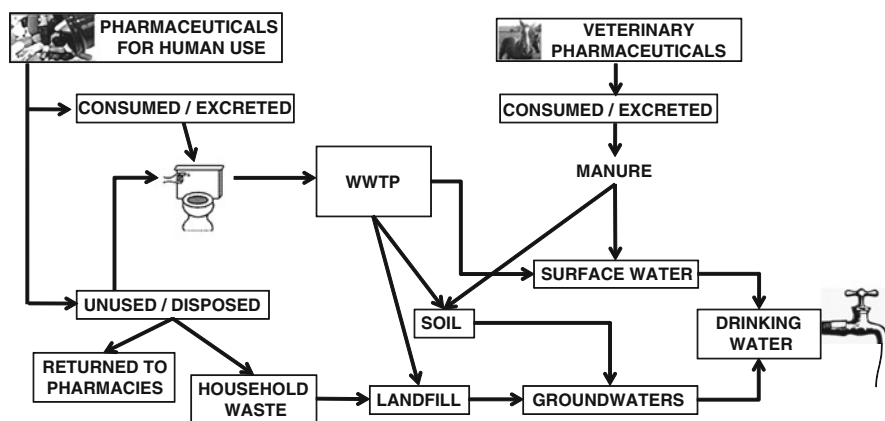 PHARMACEUTICALS
FOR HUMAN USE
VETERINARY
PHARMACEUTICALS
CONSUMED / EXCRETED
CONSUMED / EXCRETED
WWTP
MANURE
SURFACE WATER
UNUSED / DISPOSED
SOIL
DRINKING
WATER
RETURNED TO
PHARMACIES
HOUSEHOLD
WASTE
LANDFILL
GROUNDWATERS